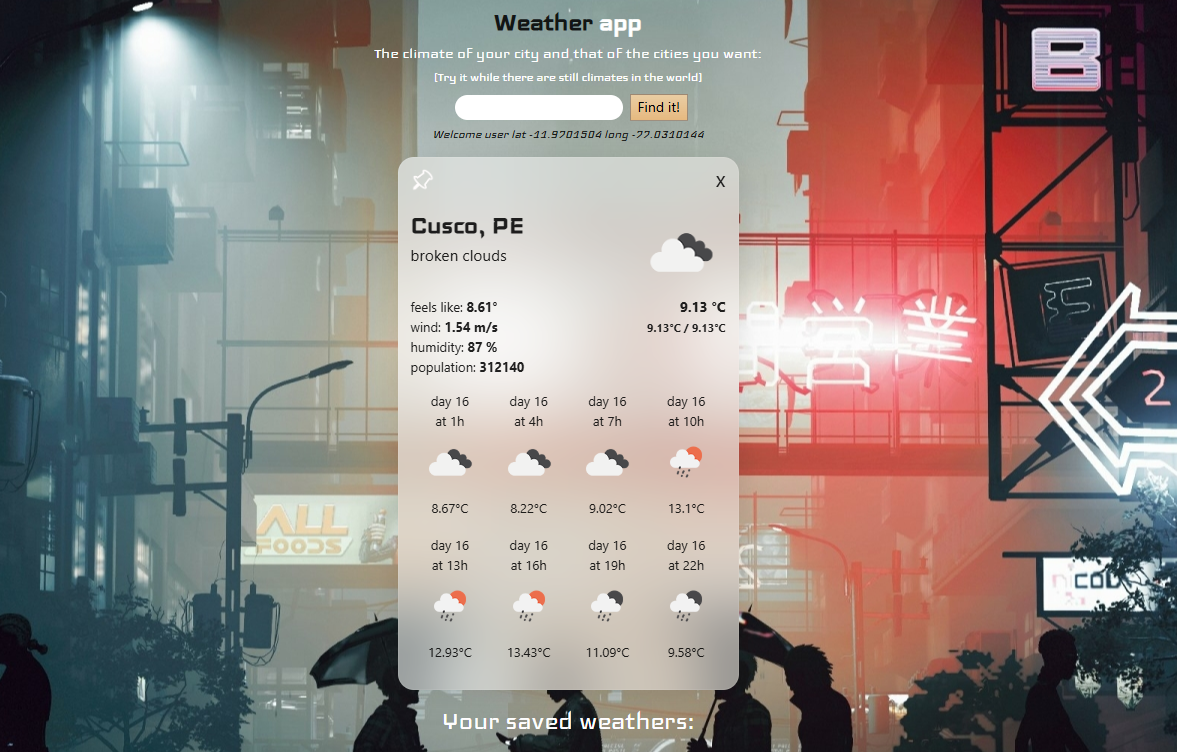 Weather app
The climate of your city and,that of the cities you want:
(Try it while there are still climates in the world)
Find it!
Welcome user lat -11.9701504 long -77.0310144
X
Cusco, PE
broken clouds
feels like: 8.61°
9.13 °C
wind: 1.54 m/s
9.13°C / 9.13°C
humidity: 87 %
population: 312140
day 16 day 16 day 16 day 16
at 1h at 4h at 7h at 10h
8.67°C 8.22°C 9.02°C 13.1°C
day 16 day 16 day 16 day 16
at 13h at 16h at 19h at 22h
12.93°C 13.43°C 11.09°C 9.58°C
Your saved weathers:
B
2
ALL
FOODS